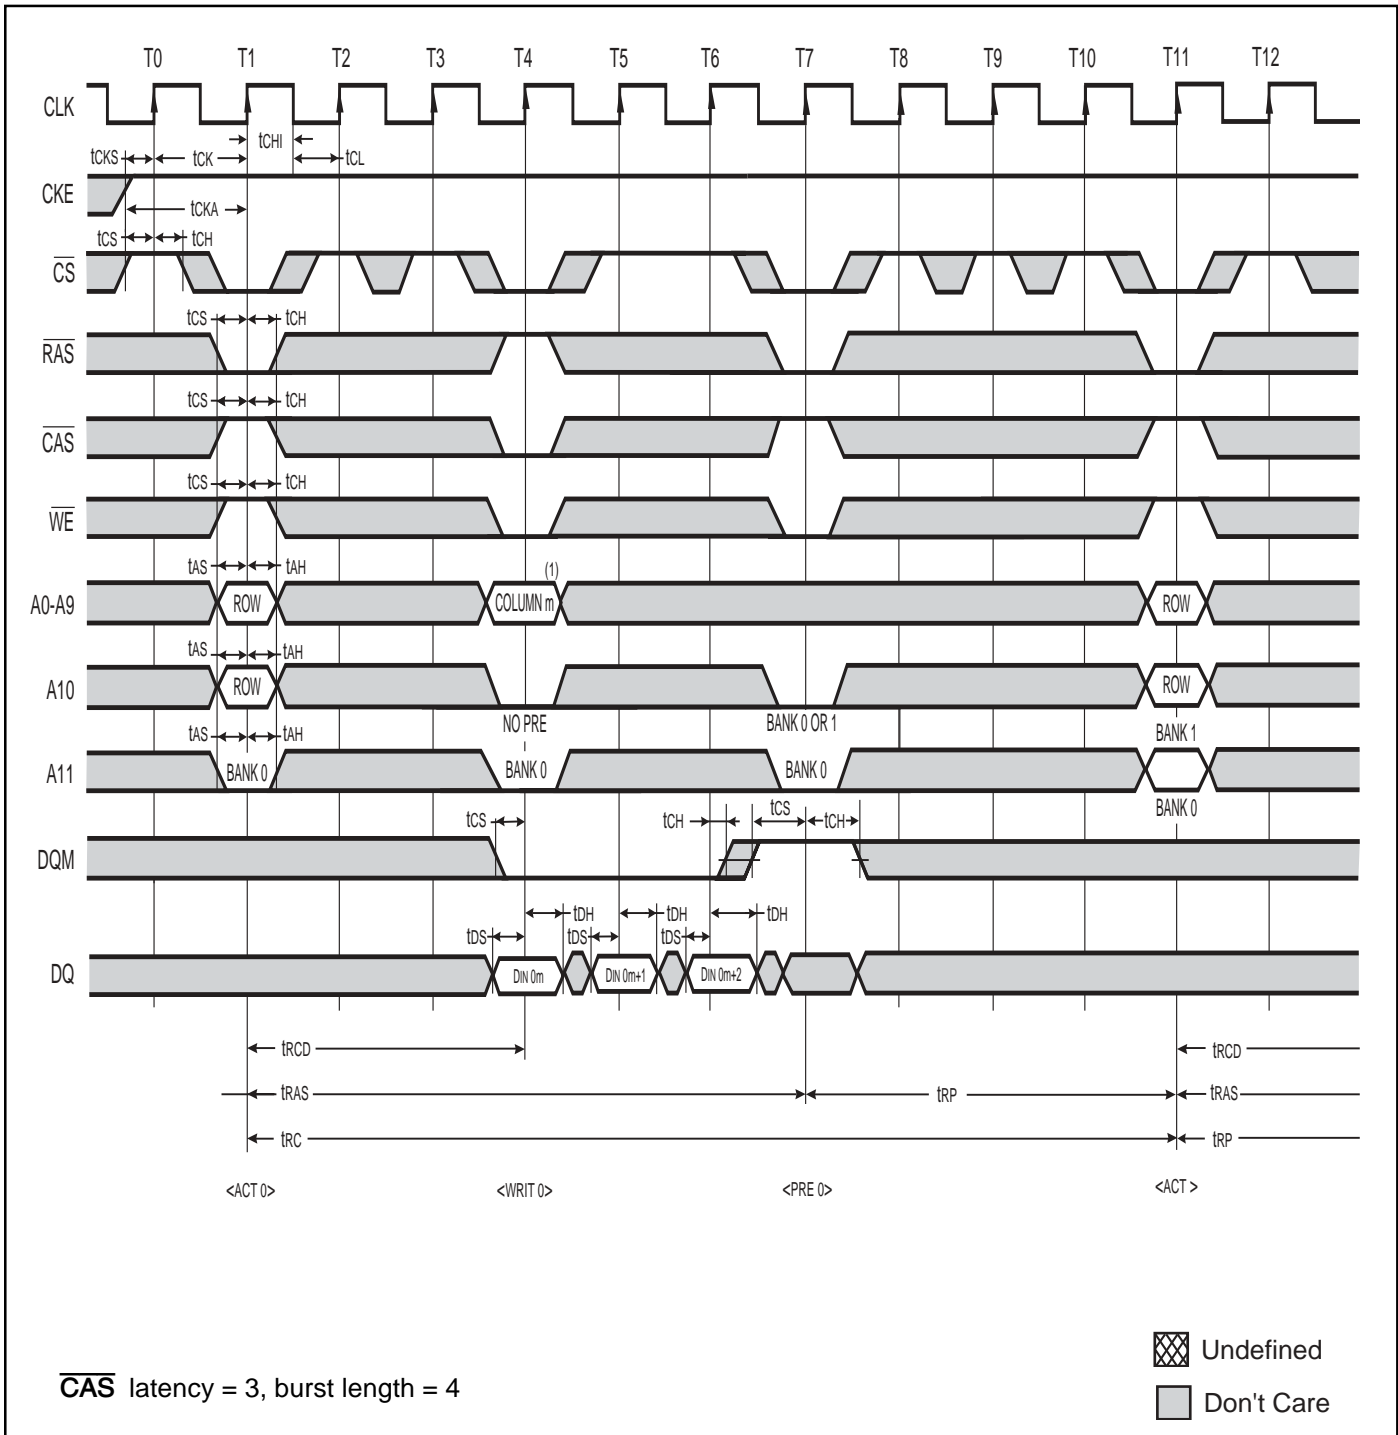 T0 T1 T2 T3 T4 T5 T6 T7 T8 T9 T10 T11 T12
CLK
tCHI
tCKS tCK tCL
CKE
tCKA
tCS tCH
CS
tCS tCH
RAS
tCS tCH
CAS
tCS tCH
WE
tAS tAH (1)
A0-A9 ROW COLUMN m ROW
tAS tAH
A10 ROW ROW
NO PRE BANK 0 OR 1
tAS tAH BANK 1
A11 BANK 0 BANK 0 BANK 0
BANK 0
tCS tCH tCS tCH
DQM
tDH tDH tDH
tDS tDS tDS
DQ DIN 0m DIN 0m+1 DIN 0m+2
tRCD tRCD
tRAS tRP tRAS
tRC tRP
<ACT 0> <WRIT 0> <PRE 0> <ACT >
Undefined
CAS latency = 3, burst length = 4
Don't Care